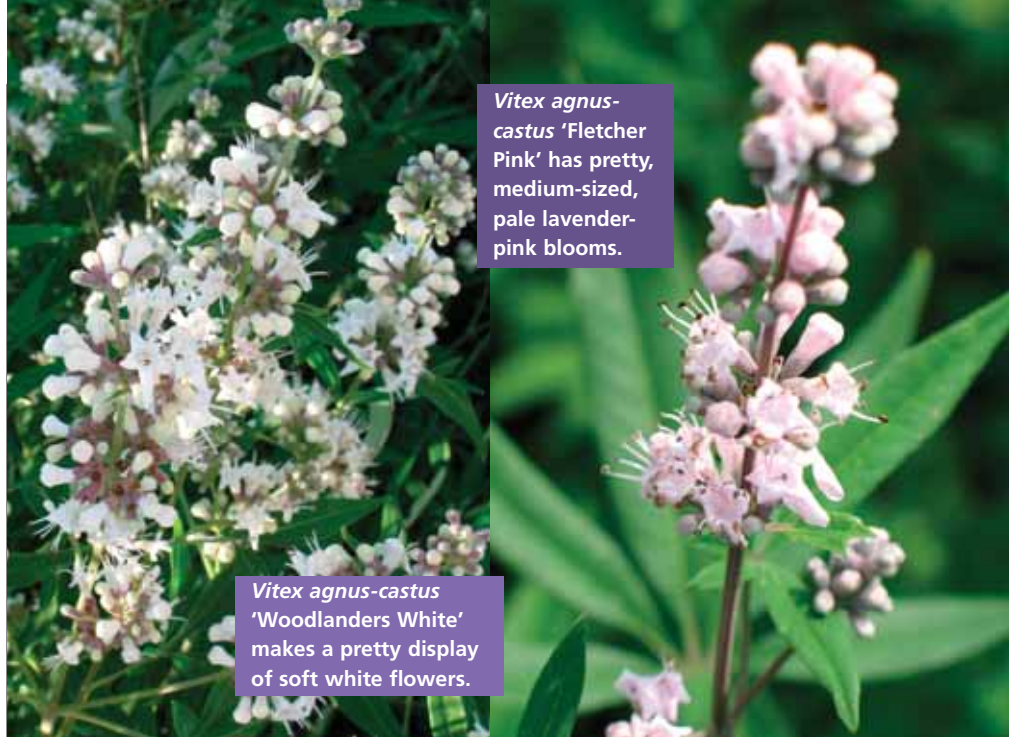 Vitex agnus-
castus ‘Fletcher
Pink’ has pretty,
medium-sized,
pale lavender-
pink blooms.
Vitex agnus-castus
‘Woodlanders White’
makes a pretty display
of soft white flowers.